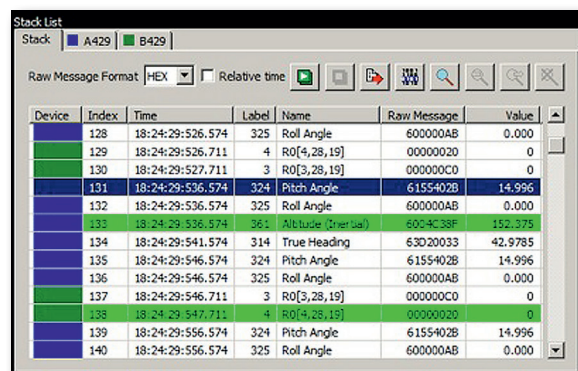 Stack List
Stack A429 B429
Raw Message Format HEX Relative time
Device Index Time Label Name Raw Message Value
128 18:24:29:526.574 325 Roll Angle 600000AB 0.000
129 18:24:29:526.711 4 R0[4,28,19] 00000020 0
130 18:24:29:527.711 3 R0[3,28,19] 000000C0 0
131 18:24:29:536.574 324 Pitch Angle 6155402B 14.996
132 18:24:29:536.574 325 Roll Angle 600000AB 0.000
133 18:24:29:536.574 361 Altitude (Inertial) 6004C38F 152.375
134 18:24:29:541.574 314 True Heading 63D20033 42.9785
135 18:24:29:546.574 324 Pitch Angle 6155402B 14.996
136 18:24:29:546.574 325 Roll Angle 600000AB 0.000
137 18:24:29:546.711 3 R0[3,28,19] 000000C0 0
138 18:24:29:547.711 4 R0[4,28,19] 00000020 0
139 18:24:29:556.574 324 Pitch Angle 6155402B 14.996
140 18:24:29:556.574 325 Roll Angle 600000AB 0.000